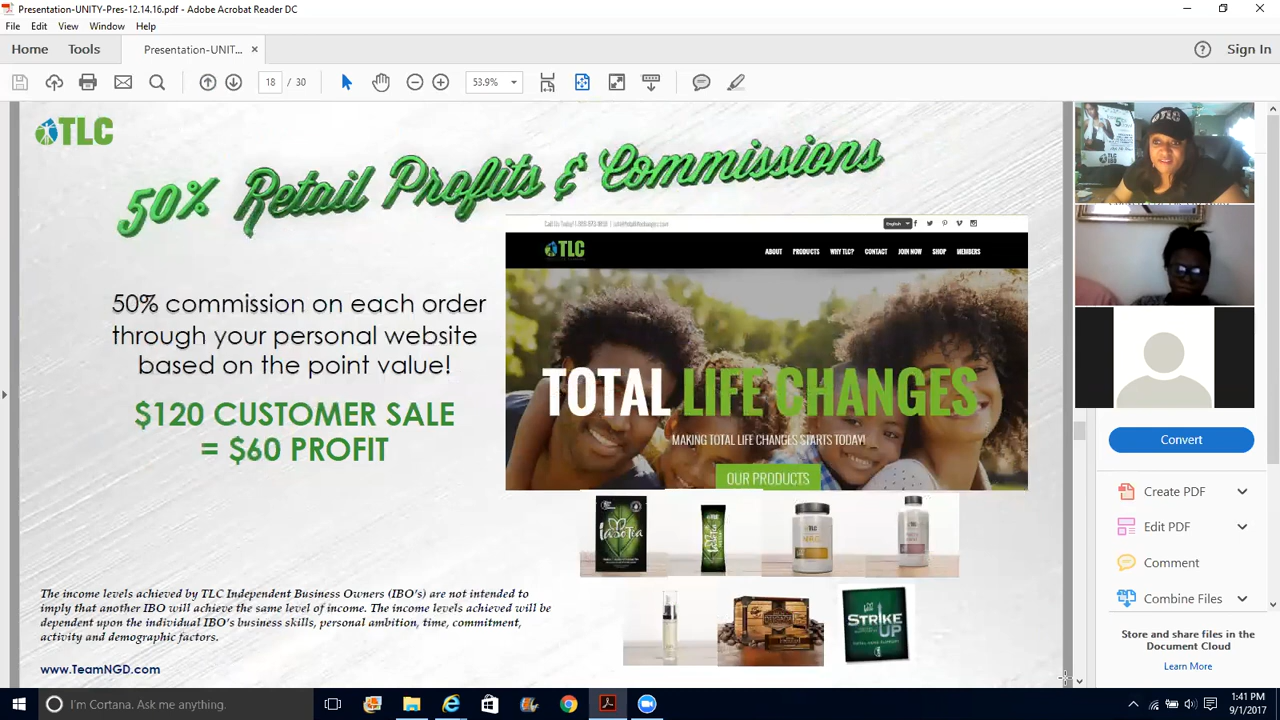 Presentation-UNITY-Pres-12.14.16.pdf - Adobe Acrobat Reader DC
File Edit View Window Help
Home Tools Presentation-UNIT... × Sign In
18 / 30 53.9%
TLC
50% Retail Profits & Commissions
50% commission on each order
through your personal website
based on the point value!
$120 CUSTOMER SALE
= $60 PROFIT
English
TLC
ABOUT PRODUCTS WHY TLC? CONTACT JOIN NOW SHOP MEMBERS
TOTAL LIFE CHANGES
MAKING TOTAL LIFE CHANGES STARTS TODAY!
OUR PRODUCTS
IasoTea
TLC
NRG
STRIKE
UP
The income levels achieved by TLC Independent Business Owners (IBO's) are not intended to
imply that another IBO will achieve the same level of income. The income levels achieved will be
dependent upon the individual IBO's business skills, personal ambition, time, commitment,
activity and demographic factors.
www.TeamNGD.com
Convert
Create PDF
Edit PDF
Comment
Combine Files
Store and share files in the
Document Cloud
Learn More
I'm Cortana. Ask me anything.
1:41 PM
9/1/2017